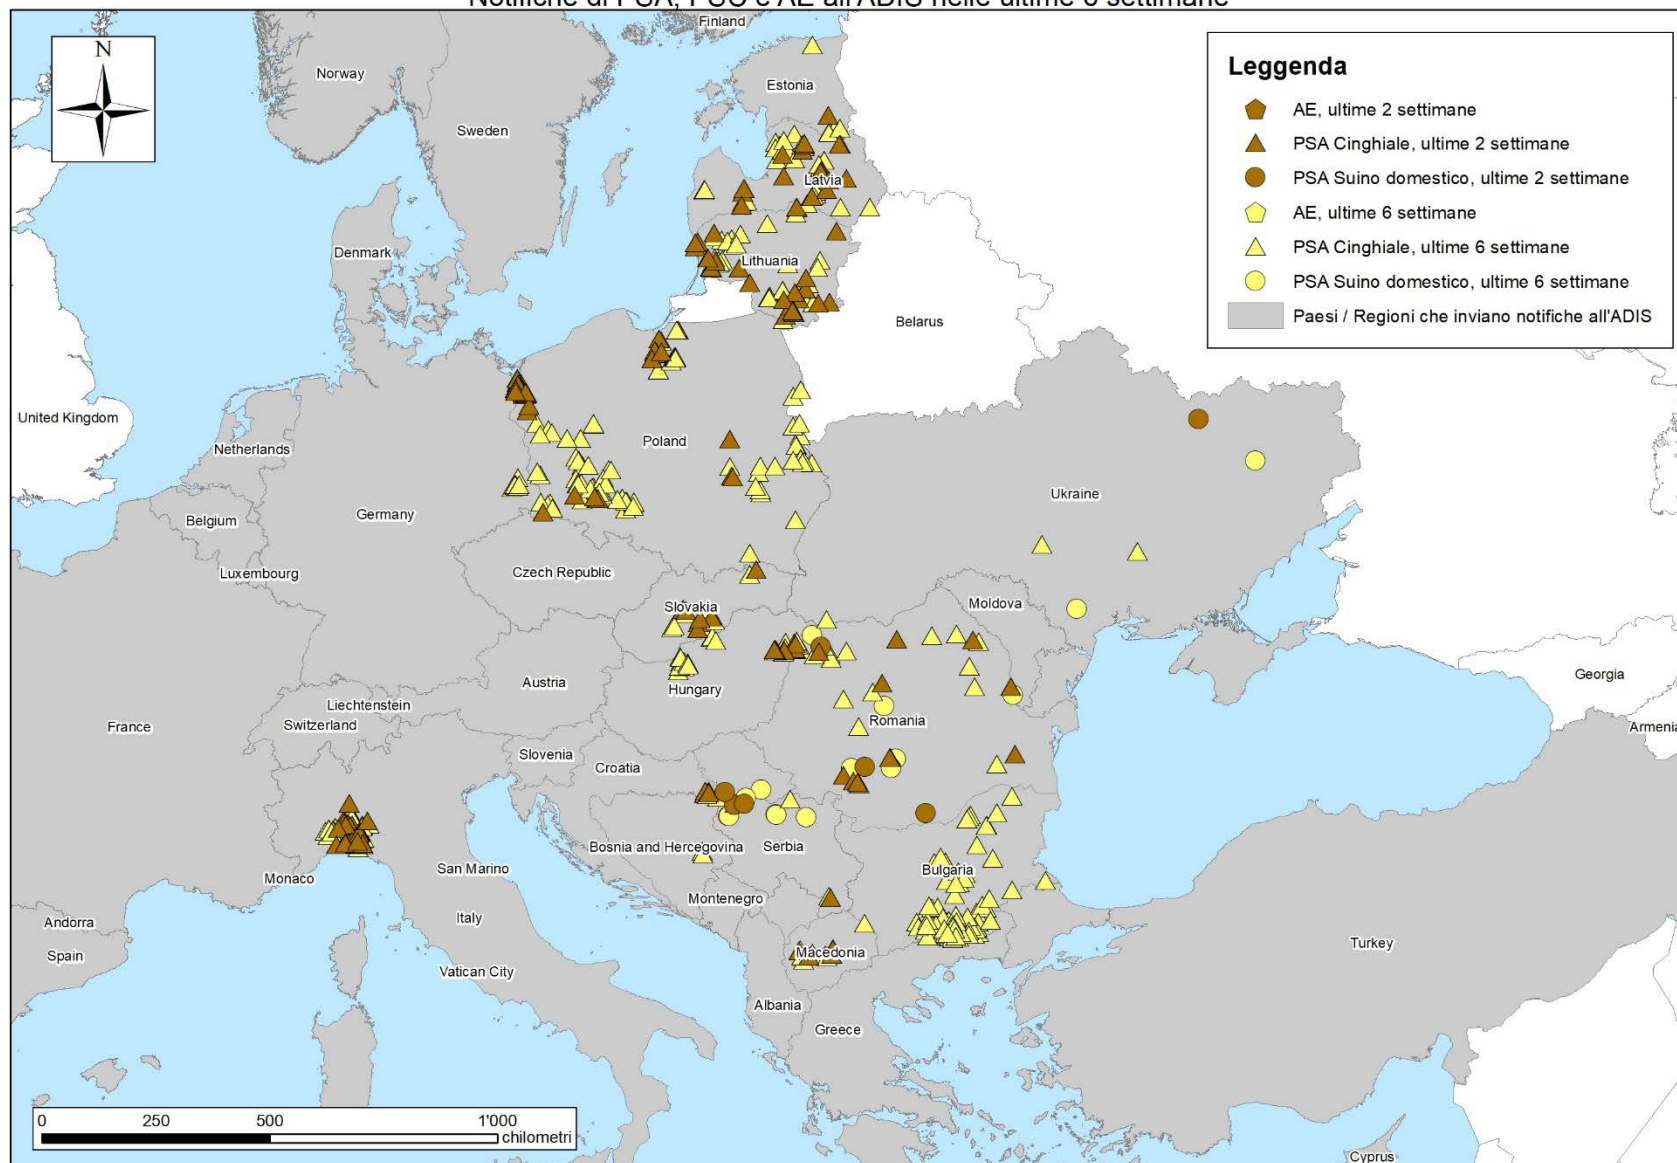 Notifiche di PSA, PSC e AE all'ADIS nelle ultime 6 settimane
N
Finland
Norway
Sweden
Estonia
Leggenda
AE, ultime 2 settimane
PSA Cinghiale, ultime 2 settimane
PSA Suino domestico, ultime 2 settimane
AE, ultime 6 settimane
PSA Cinghiale, ultime 6 settimane
PSA Suino domestico, ultime 6 settimane
Paesi / Regioni che inviano notifiche all'ADIS
Latvia
Denmark
Lithuania
Belarus
United Kingdom
Netherlands
Poland
Ukraine
Belgium
Germany
Luxembourg
Czech Republic
Slovakia
Moldova
Austria
Hungary
Georgia
Liechtenstein
Switzerland
France
Romania
Armenia
Slovenia
Croatia
Bosnia and Hercegovina
Serbia
Monaco
San Marino
Bulgaria
Montenegro
Andorra
Italy
Spain
Macedonia
Turkey
Vatican City
Albania
Greece
0
250
500
1'000
chilometri
Cyprus